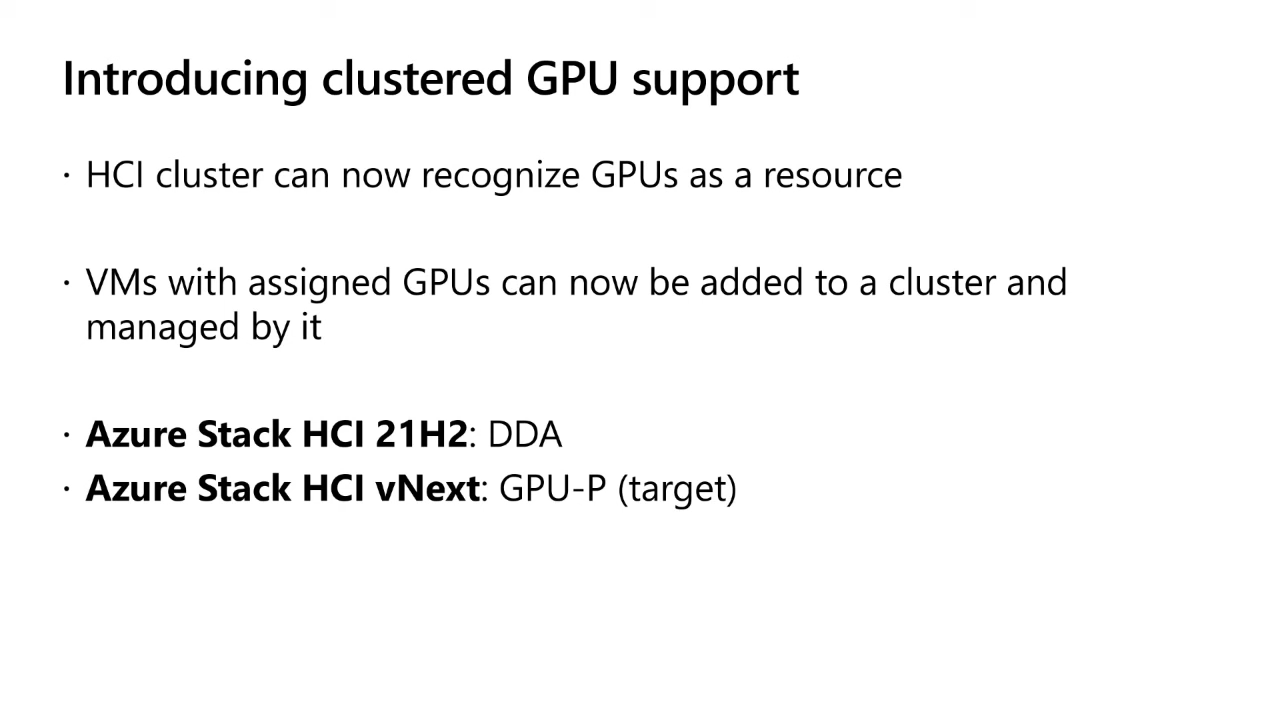 Introducing clustered GPU support
· HCI cluster can now recognize GPUs as a resource
· VMs with assigned GPUs can now be added to a cluster and
managed by it
· Azure Stack HCI 21H2: DDA
· Azure Stack HCI vNext: GPU-P (target)